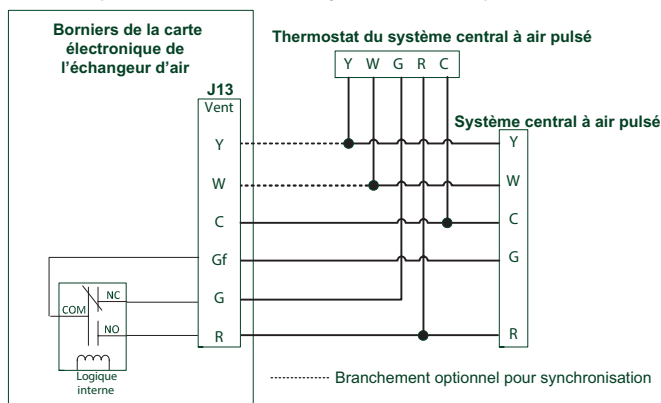 Borniers de la carte
électronique de
l'échangeur d'air
Thermostat du système central à air pulsé
Y W G R C
J13
Vent
Y
W
C
Gf
G
R
Système central à air pulsé
Y
W
C
G
R
NC
COM
NO
Logique
interne
Branchement optionnel pour synchronisation